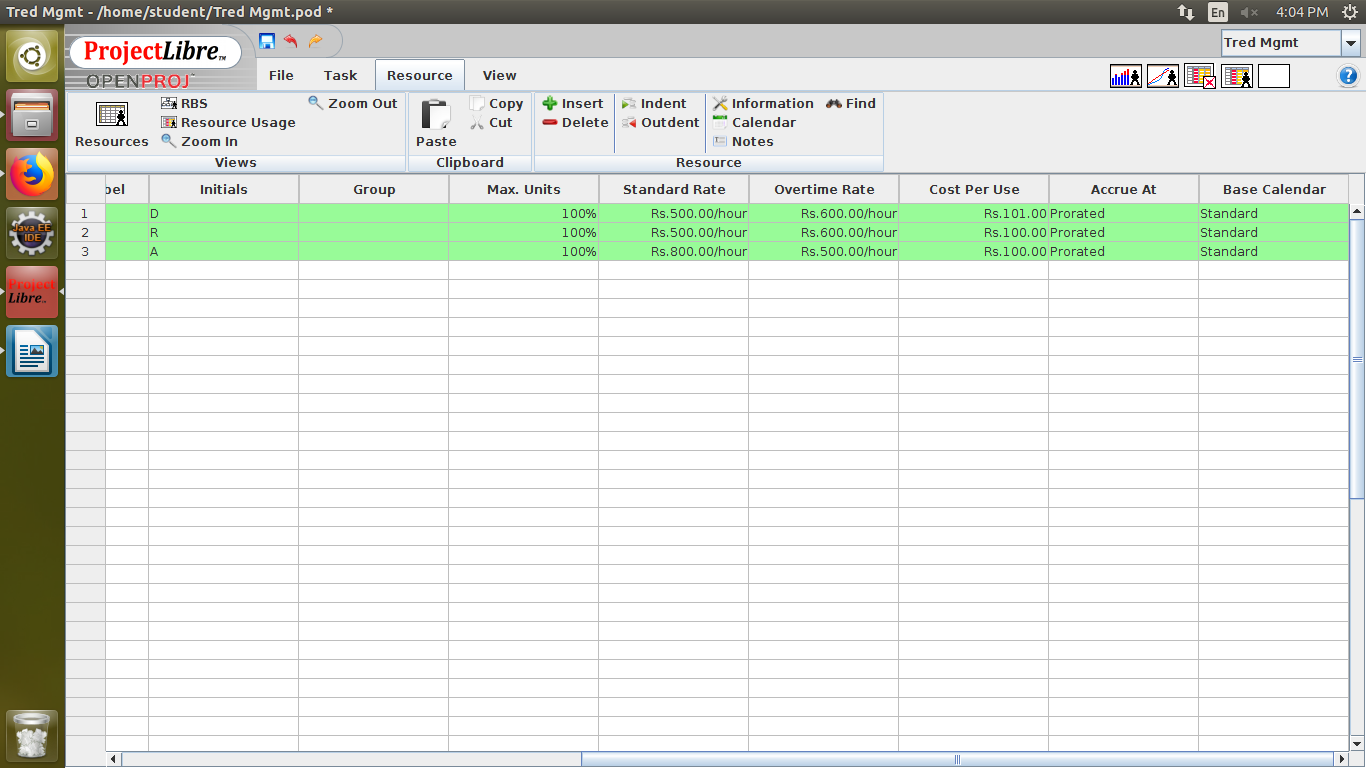 Tred Mgmt - /home/student/Tred Mgmt.pod *
En
4:04 PM
ProjectLibre™
OPENPROJ
Tred Mgmt
File Task Resource View
Resources
RBS
Resource Usage
Zoom In
Zoom Out
Views
Paste
Copy
Cut
Clipboard
Insert
Delete
Indent
Outdent
Information
Calendar
Notes
Find
Resource
bel Initials Group Max. Units Standard Rate Overtime Rate Cost Per Use Accrue At Base Calendar
1 D 100% Rs.500.00/hour Rs.600.00/hour Rs.101.00 Prorated Standard
2 R 100% Rs.500.00/hour Rs.600.00/hour Rs.100.00 Prorated Standard
3 A 100% Rs.800.00/hour Rs.500.00/hour Rs.100.00 Prorated Standard
Java EE
IDE
Project
Libre